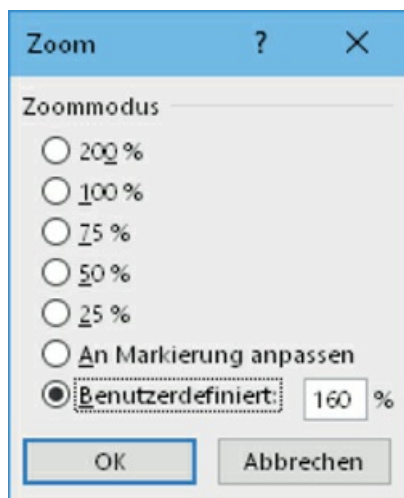 Zoom ?
Zoommodus
200 %
100 %
75 %
50 %
25 %
An Markierung anpassen
Benutzerdefiniert: 160 %
OK Abbrechen